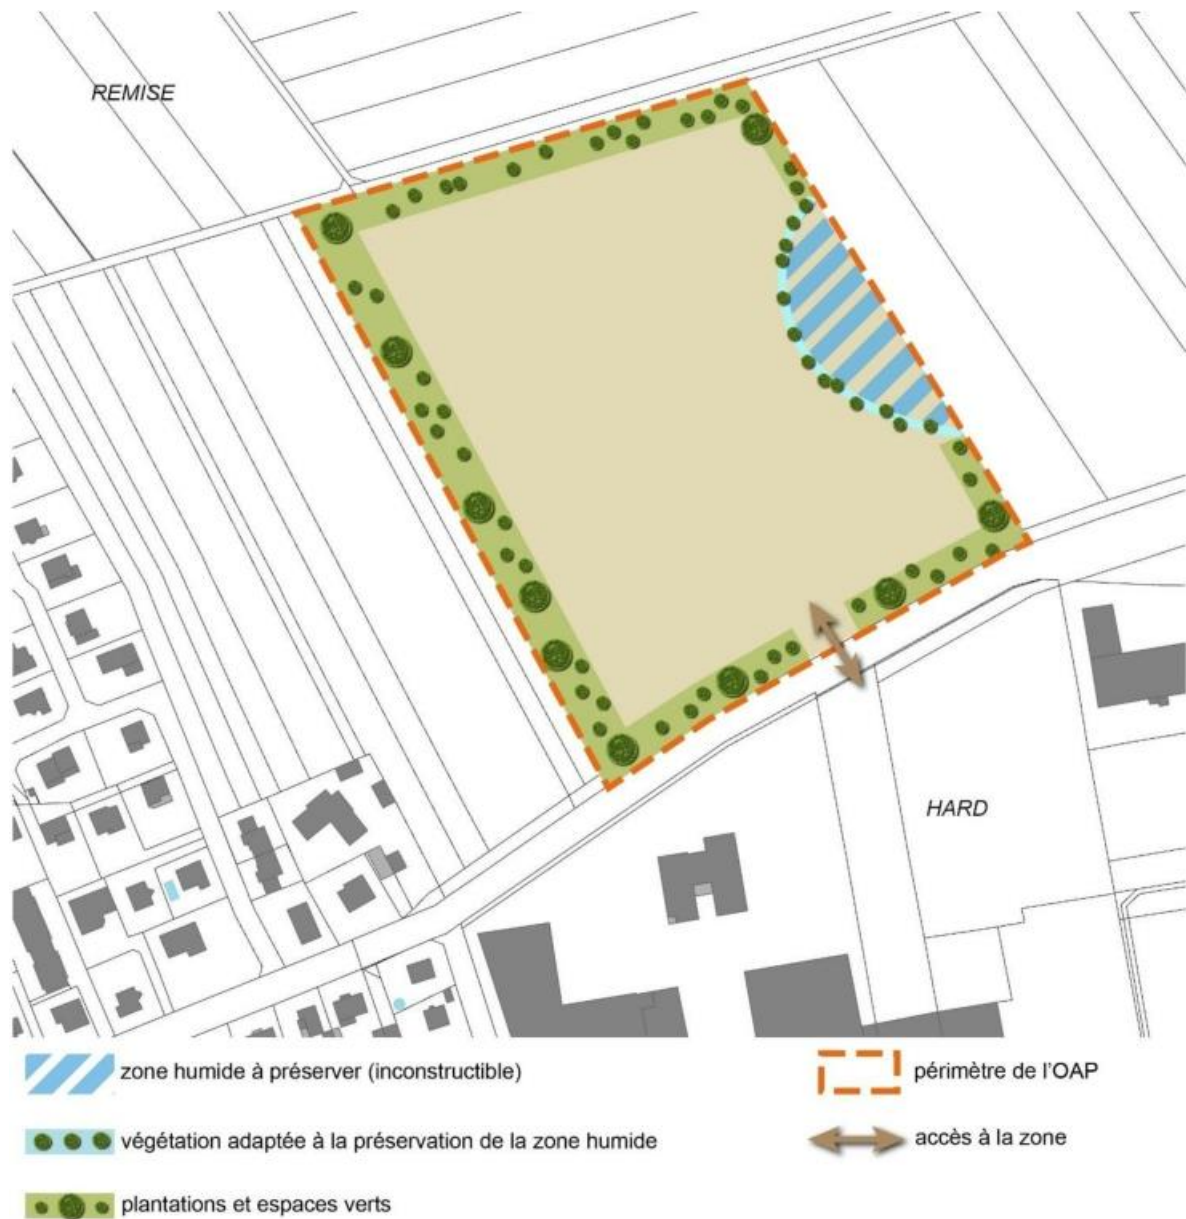 REMISE
HARD
zone humide à préserver (inconstructible)
périmètre de l'OAP
végétation adaptée à la préservation de la zone humide
accès à la zone
plantations et espaces verts